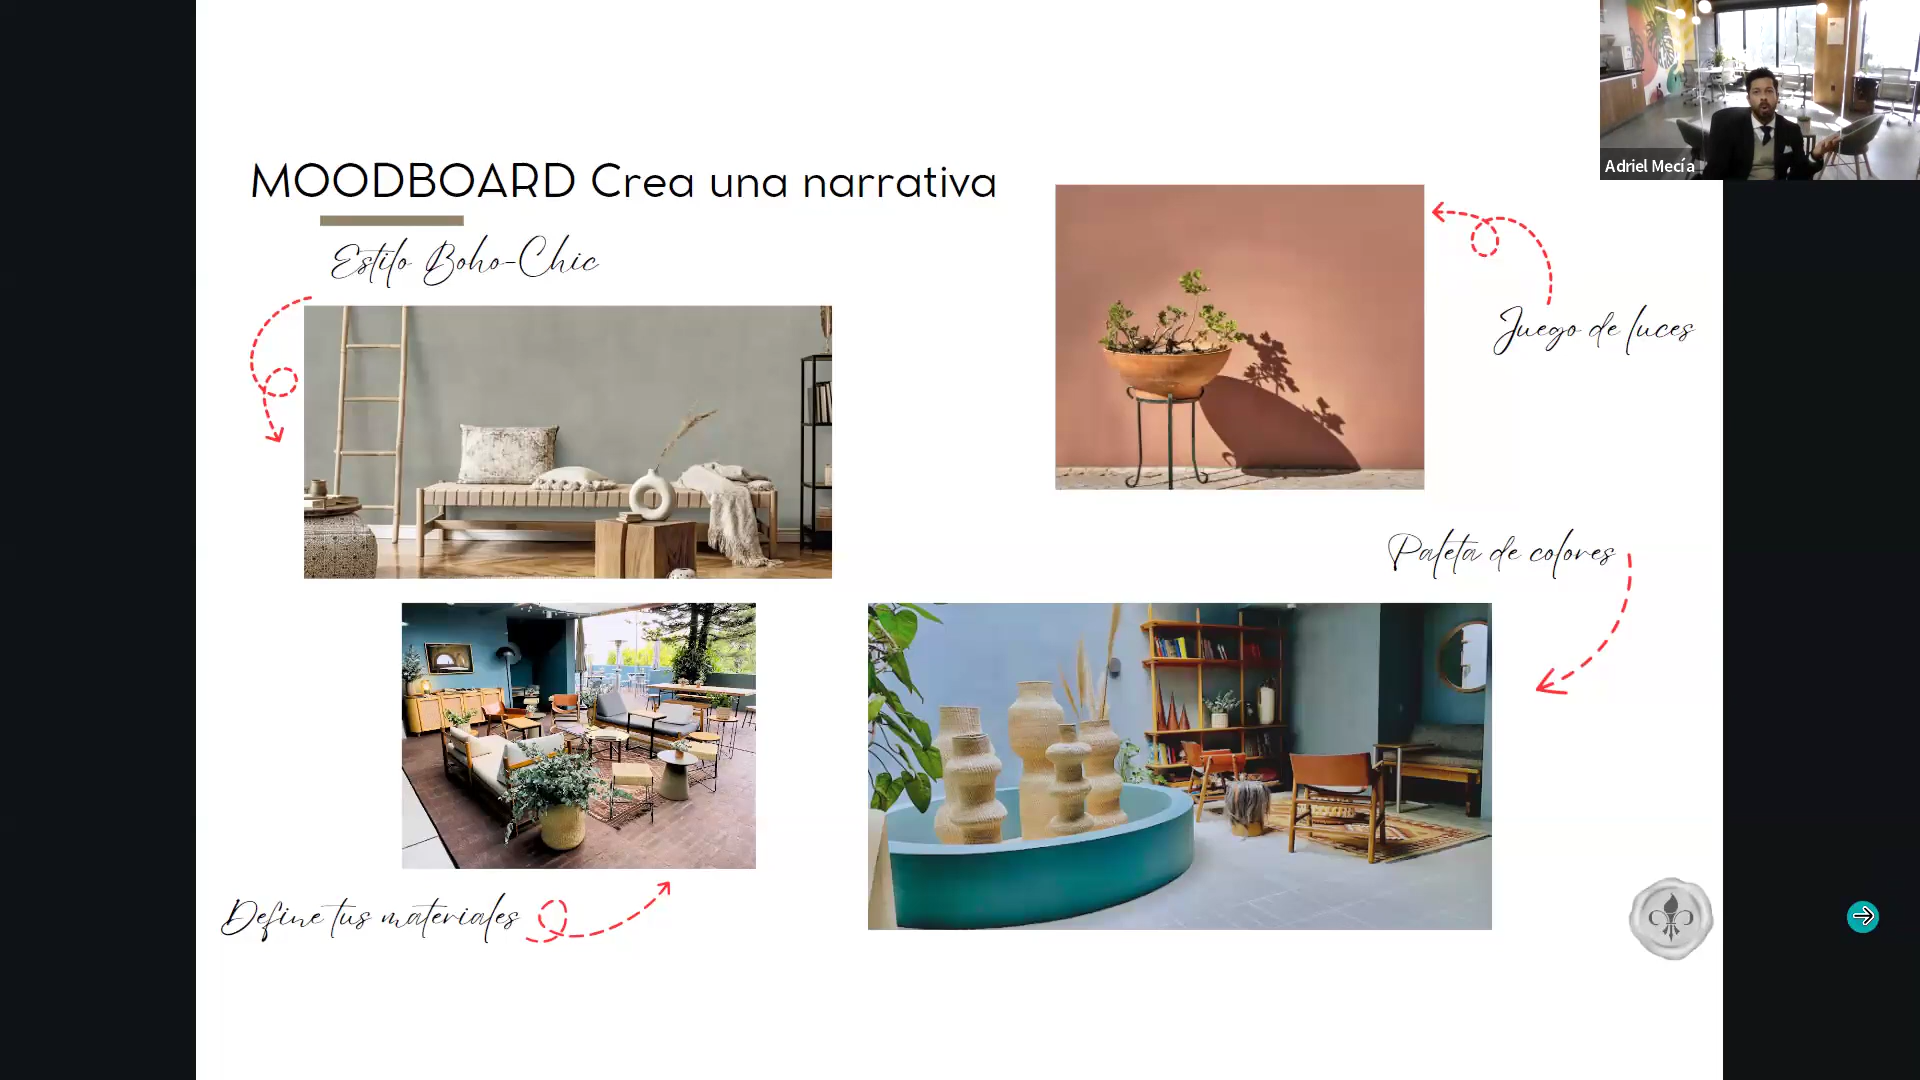 Adriel Mecía
MOODBOARD Crea una narrativa
Estilo Boho-Chic
Juego de luces
Paleta de colores
Define tus materiales